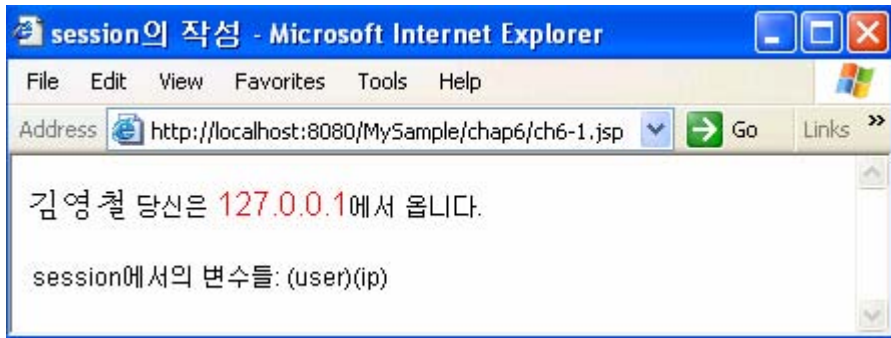 session의 작성 - Microsoft Internet Explorer
File Edit View Favorites Tools Help
Address http://localhost:8080/MySample/chap6/ch6-1.jsp Go Links »
김영철 당신은 127.0.0.1에서 옵니다.
session에서의 변수들: (user)(ip)